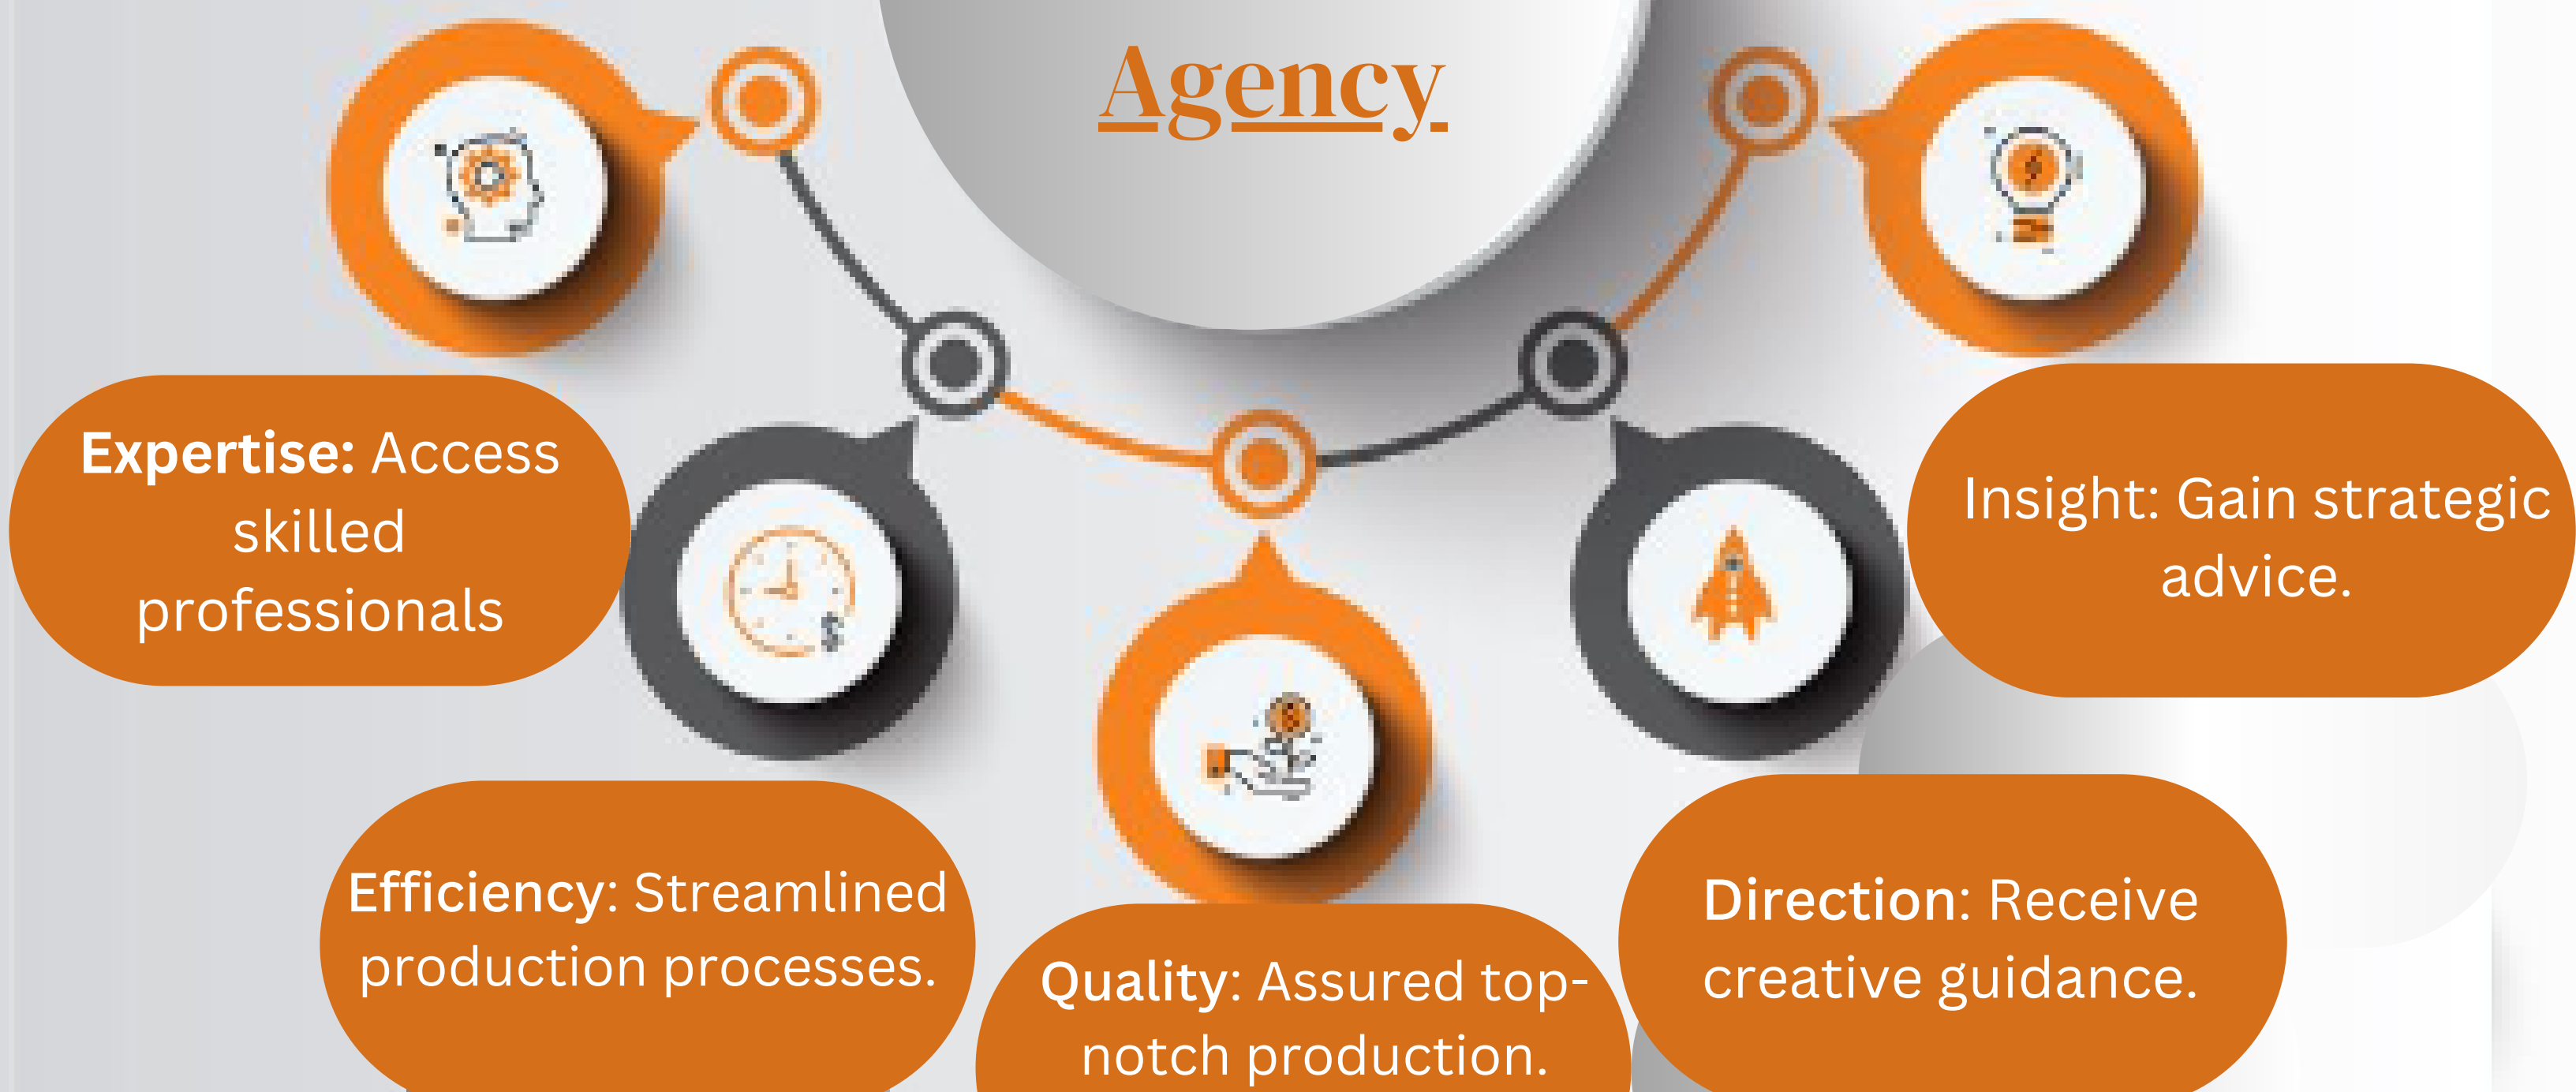 Agency
Expertise: Access
skilled
professionals
Efficiency: Streamlined
production processes.
Quality: Assured top-
notch production.
Direction: Receive
creative guidance.
Insight: Gain strategic
advice.